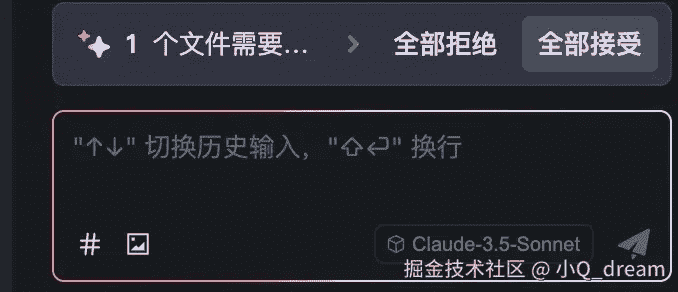 1 个文件需要... 全部拒绝 全部接受
"↑↓" 切换历史输入，"⇧⏎" 换行
# Claude-3.5-Sonnet
掘金技术社区 @ 小Q_dream